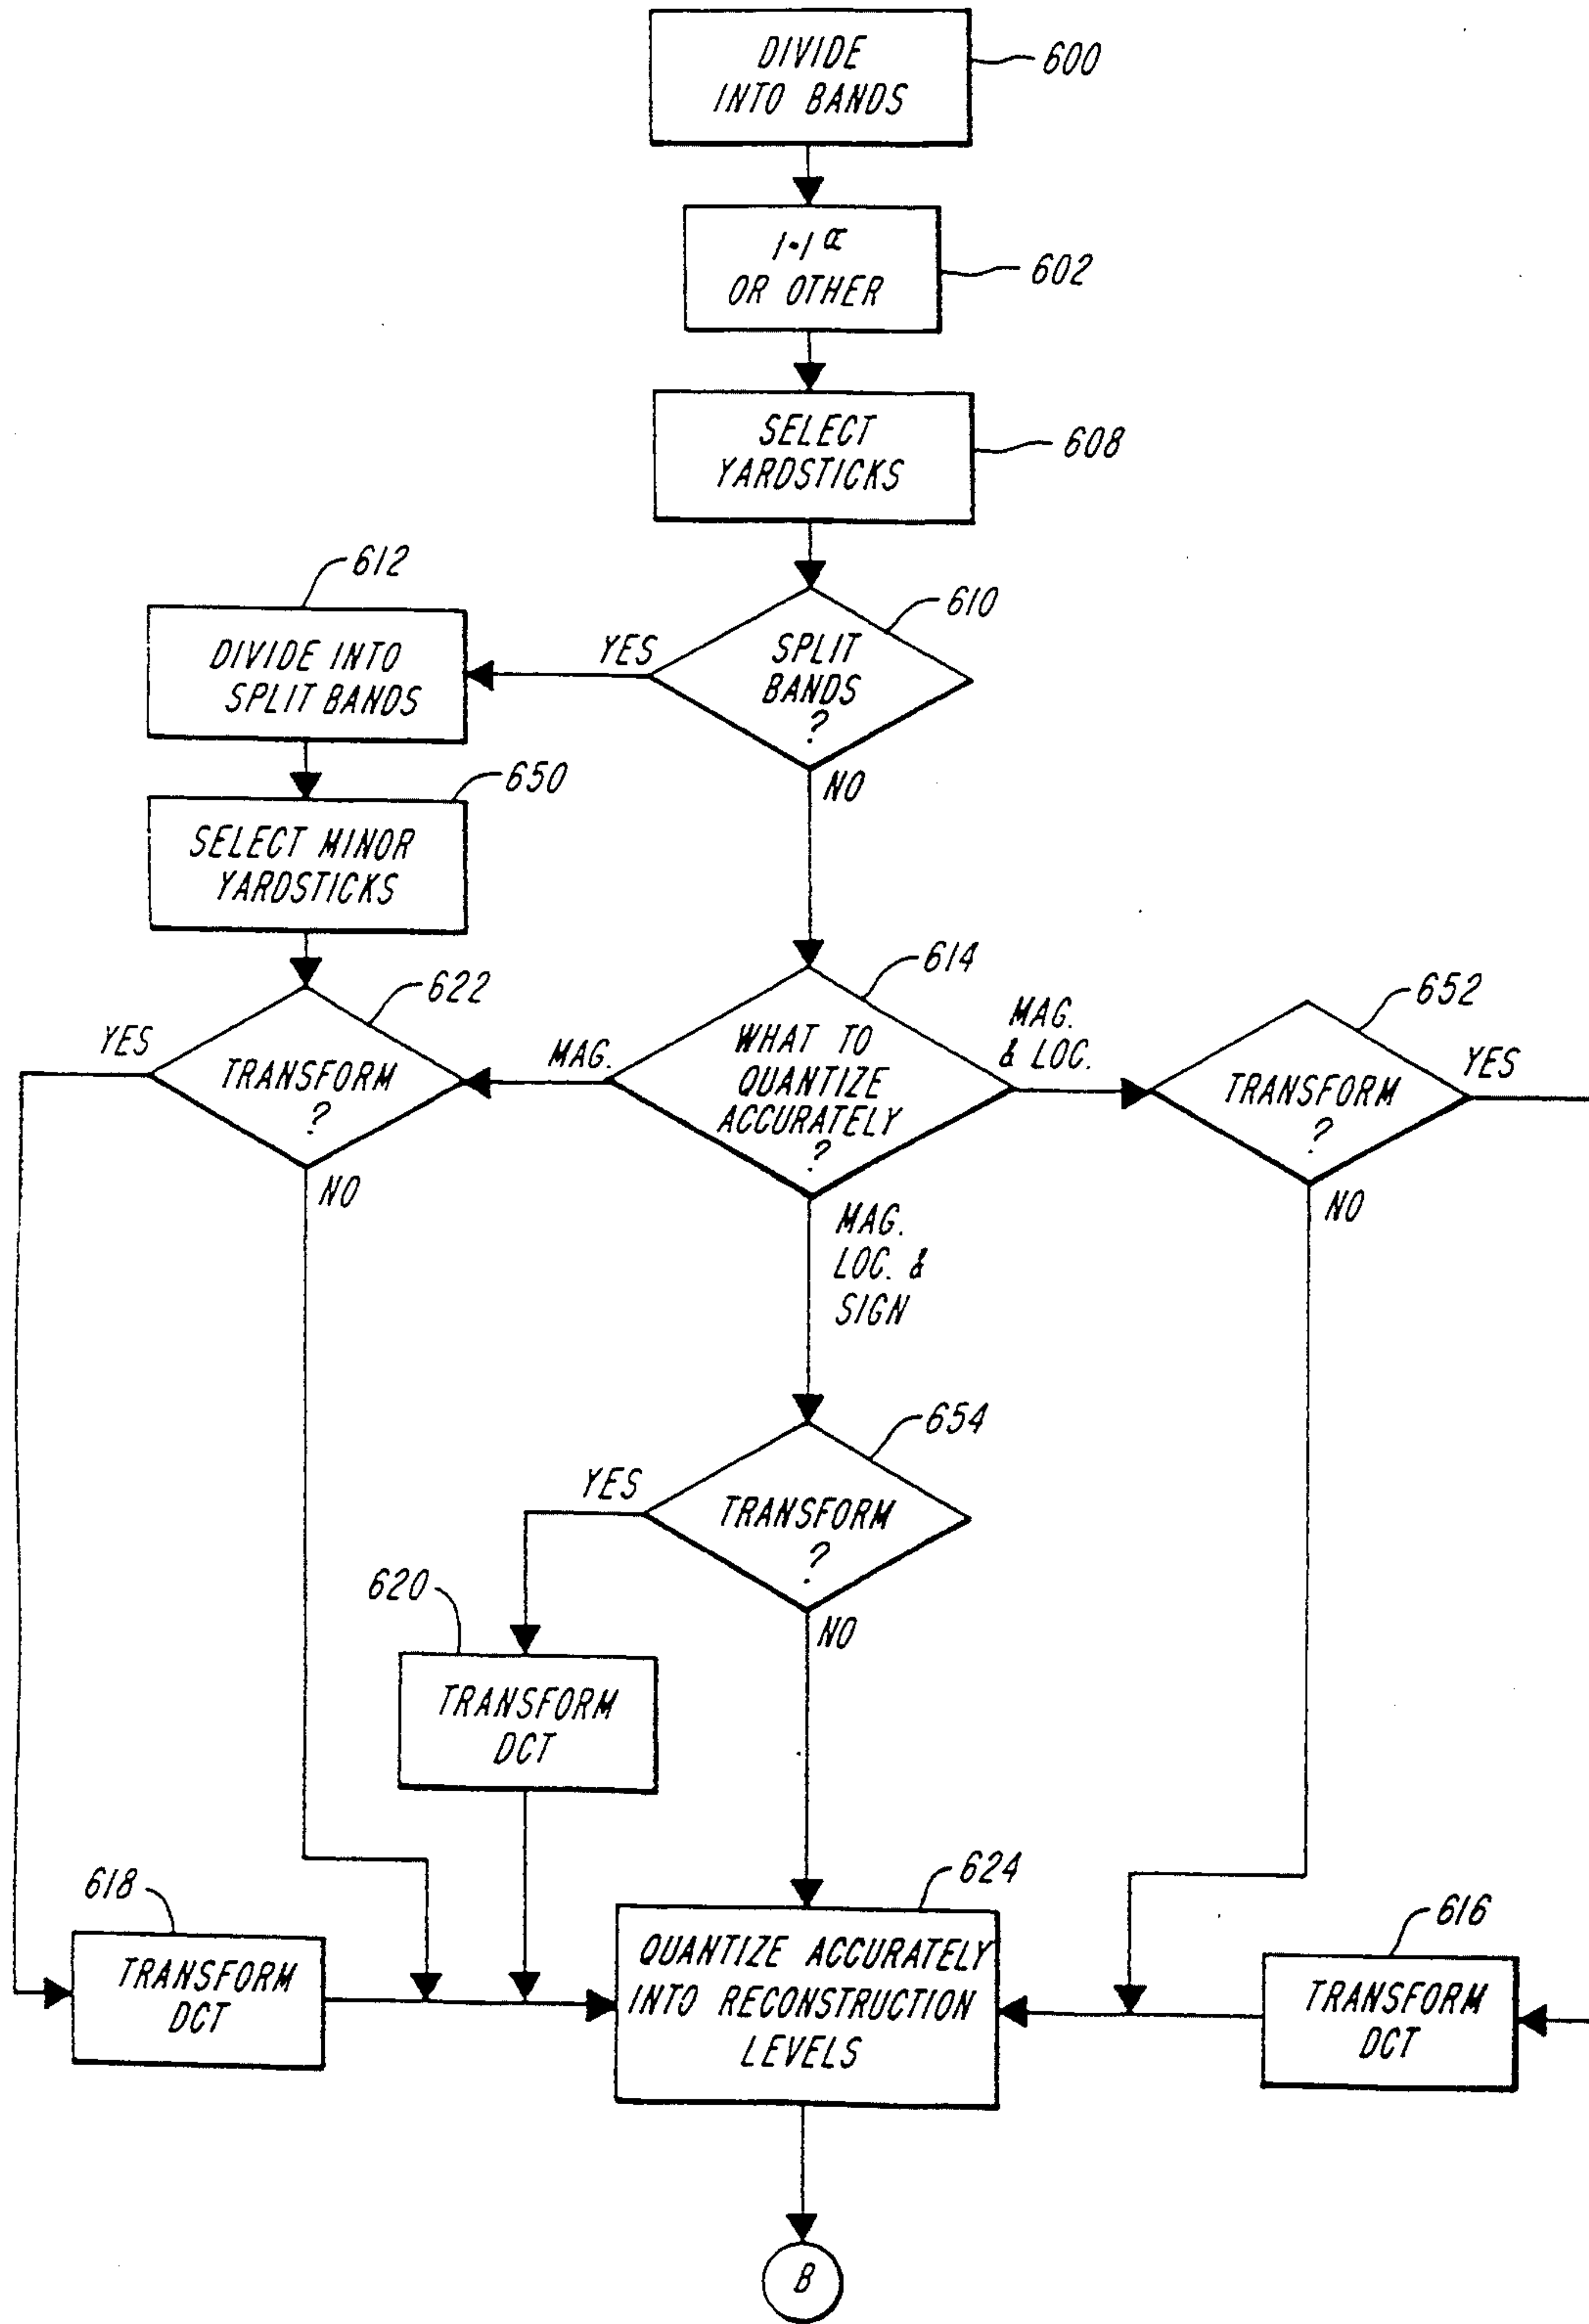 DIVIDE
INTO BANDS
600
|·|α
OR OTHER
602
SELECT
YARDSTICKS
608
612
610
DIVIDE INTO
SPLIT BANDS
YES
SPLIT
BANDS
?
NO
650
SELECT MINOR
YARDSTICKS
622
614
652
YES
TRANSFORM
?
NO
MAG.
WHAT TO
QUANTIZE
ACCURATELY
?
MAG.
& LOC.
TRANSFORM
?
YES
NO
MAG.
LOC. &
SIGN
654
YES
TRANSFORM
?
NO
620
TRANSFORM
DCT
618
TRANSFORM
DCT
624
QUANTIZE ACCURATELY
INTO RECONSTRUCTION
LEVELS
616
TRANSFORM
DCT
B